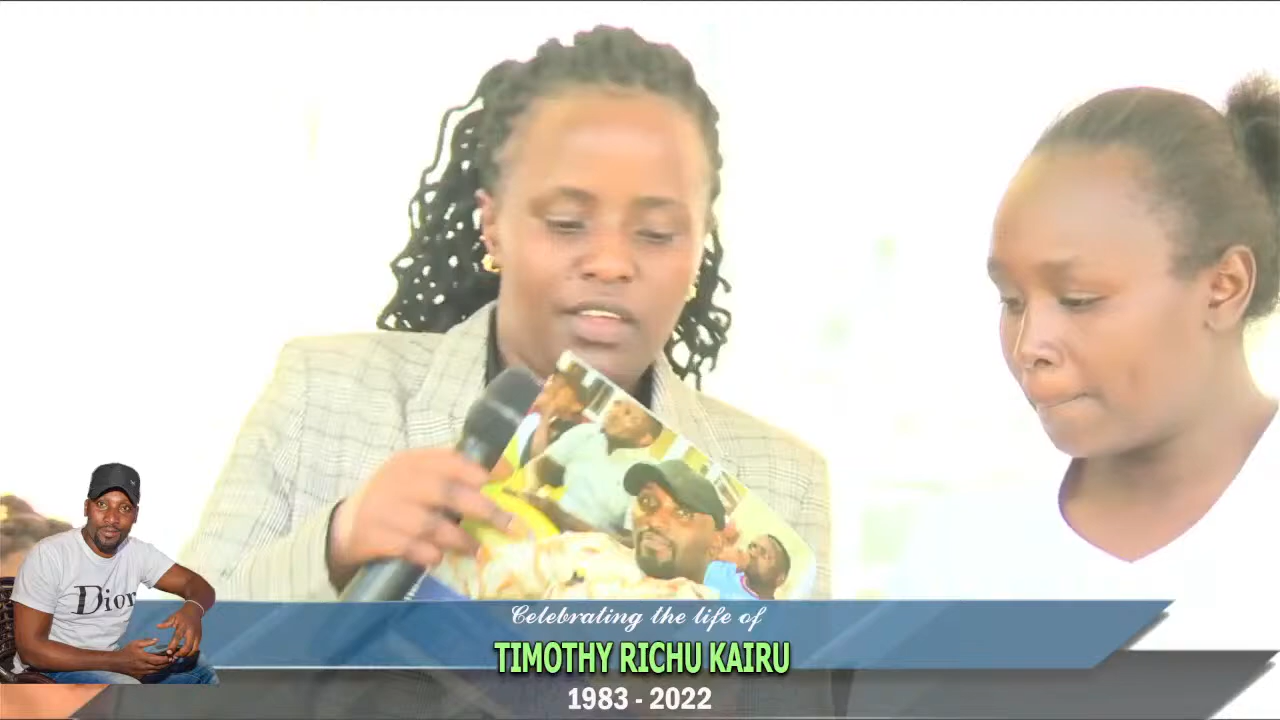 Dior
Celebrating the life of
TIMOTHY RICHU KAIRU
1983 - 2022